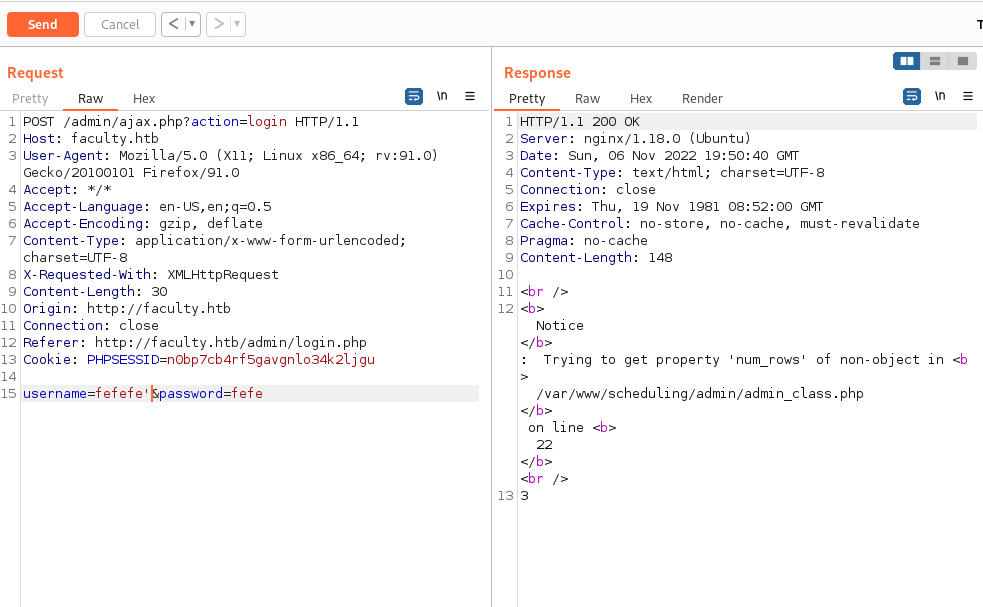 Send Cancel < ▼ > ▼ T
Request
Pretty Raw Hex \n
1 POST /admin/ajax.php?action=login HTTP/1.1
2 Host: faculty.htb
3 User-Agent: Mozilla/5.0 (X11; Linux x86_64; rv:91.0)
Gecko/20100101 Firefox/91.0
4 Accept: */*
5 Accept-Language: en-US,en;q=0.5
6 Accept-Encoding: gzip, deflate
7 Content-Type: application/x-www-form-urlencoded;
charset=UTF-8
8 X-Requested-With: XMLHttpRequest
9 Content-Length: 30
10 Origin: http://faculty.htb
11 Connection: close
12 Referer: http://faculty.htb/admin/login.php
13 Cookie: PHPSESSID=n0bp7cb4rf5gavgnlo34k2ljgu
14
15 username=fefefe'&password=fefe
Response
Pretty Raw Hex Render \n
1 HTTP/1.1 200 OK
2 Server: nginx/1.18.0 (Ubuntu)
3 Date: Sun, 06 Nov 2022 19:50:40 GMT
4 Content-Type: text/html; charset=UTF-8
5 Connection: close
6 Expires: Thu, 19 Nov 1981 08:52:00 GMT
7 Cache-Control: no-store, no-cache, must-revalidate
8 Pragma: no-cache
9 Content-Length: 148
10
11 <br />
12 <b>
Notice
</b>
: Trying to get property 'num_rows' of non-object in <b
>
/var/www/scheduling/admin/admin_class.php
</b>
on line <b>
22
</b>
<br />
13 3